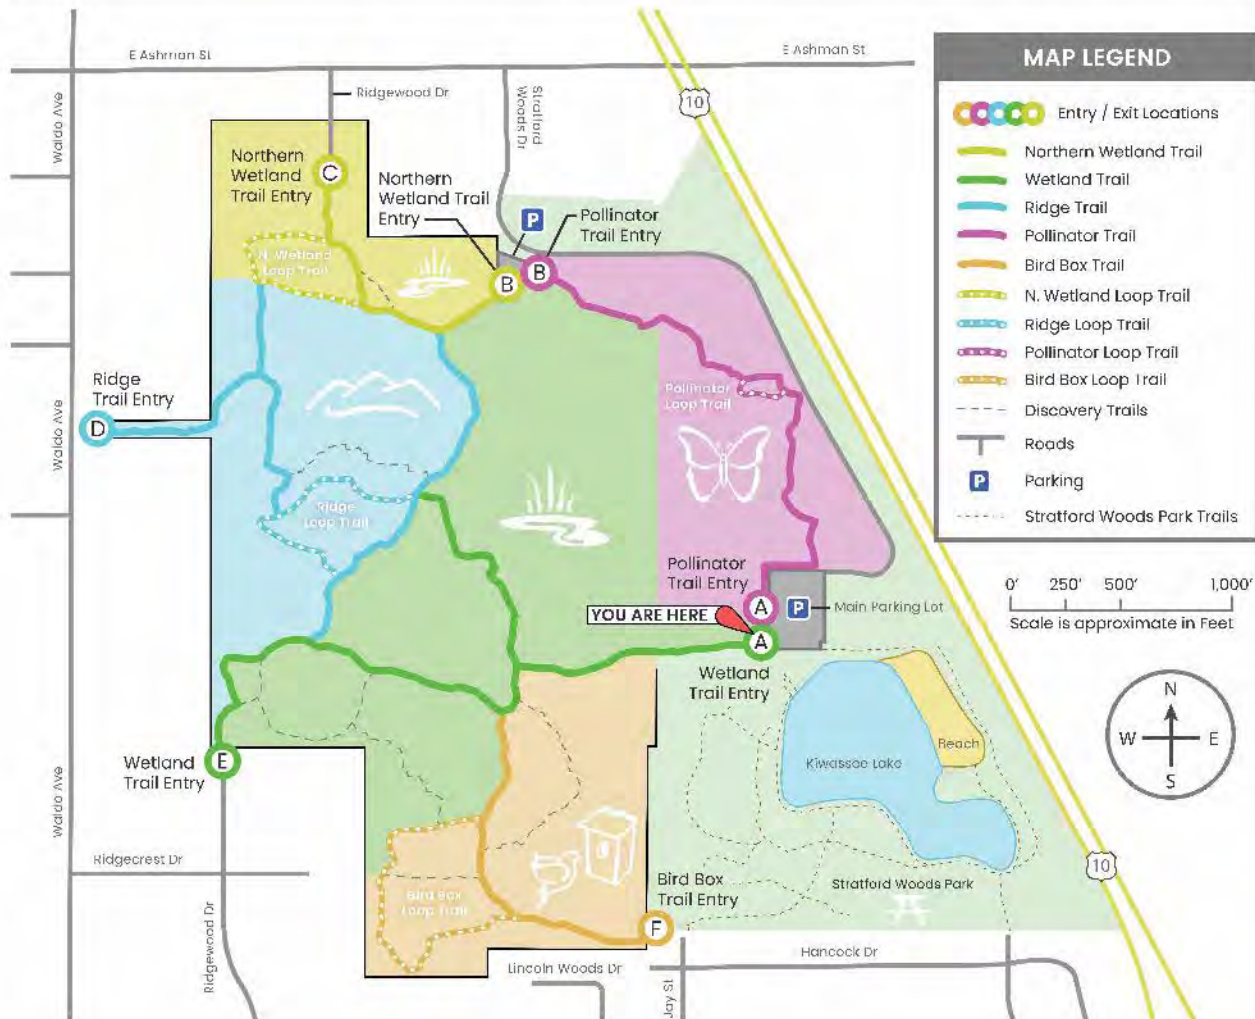 E Ashman St
E Ashman St
MAP LEGEND
Entry / Exit Locations
Northern Wetland Trail
Wetland Trail
Ridge Trail
Pollinator Trail
Bird Box Trail
N. Wetland Loop Trail
Ridge Loop Trail
Pollinator Loop Trail
Bird Box Loop Trail
Discovery Trails
Roads
P
Parking
Stratford Woods Park Trails
0' 250' 500' 1,000'
Scale is approximate in Feet
N
W E
S
Waldo Ave
Ridgewood Dr
Stratford
Woods Dr
10
Northern
Wetland
Trail Entry
C
Northern
Wetland Trail
Entry
P
Pollinator
Trail Entry
B
B
N. Wetland
Loop Trail
Ridge
Trail Entry
D
Waldo Ave
Pollinator
Loop Trail
Ridge
Loop Trail
Pollinator
Trail Entry
A
P
Main Parking Lot
YOU ARE HERE
A
Wetland
Trail Entry
Wetland
Trail Entry
E
Waldo Ave
Kiwassee Lake
Beach
10
Ridgecrest Dr
Ridgewood Dr
Bird Box
Loop Trail
Bird Box
Trail Entry
F
Stratford Woods Park
Lincoln Woods Dr
Hancock Dr
Jay St